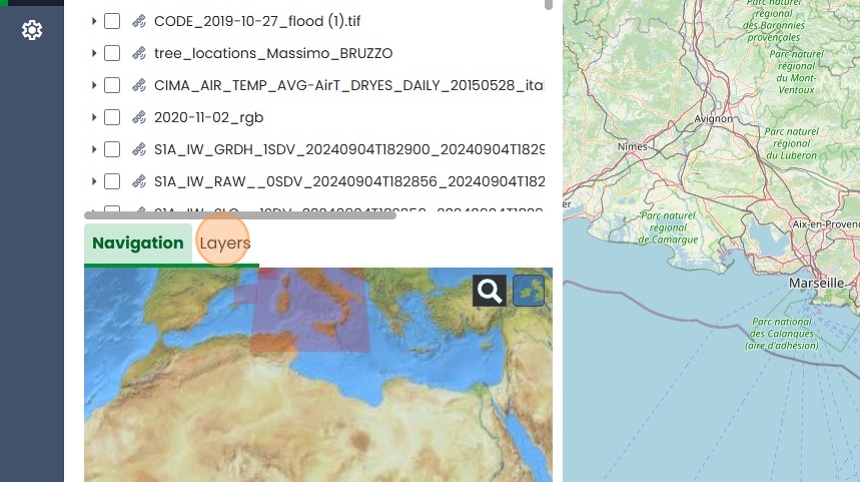 CODE_2019-10-27_flood (1).tif
tree_locations_Massimo_BRUZZO
CIMA_AIR_TEMP_AVG-AirT_DRYES_DAILY_20150528_ita
2020-11-02_rgb
S1A_IW_GRDH_1SDV_20240904T182900_20240904T1829
S1A_IW_RAW__0SDV_20240904T182856_20240904T182
Navigation
Layers
Parc naturel
régional
des Baronnies
provençales
Parc naturel
régional
du Mont-
Ventoux
Avignon
Parc naturel
régional
du Luberon
Nîmes
er
Parc naturel
régional
de Camargue
Aix-en-Provenc
Marseille
Parc national
des Calanques
(aire d'adhésion)